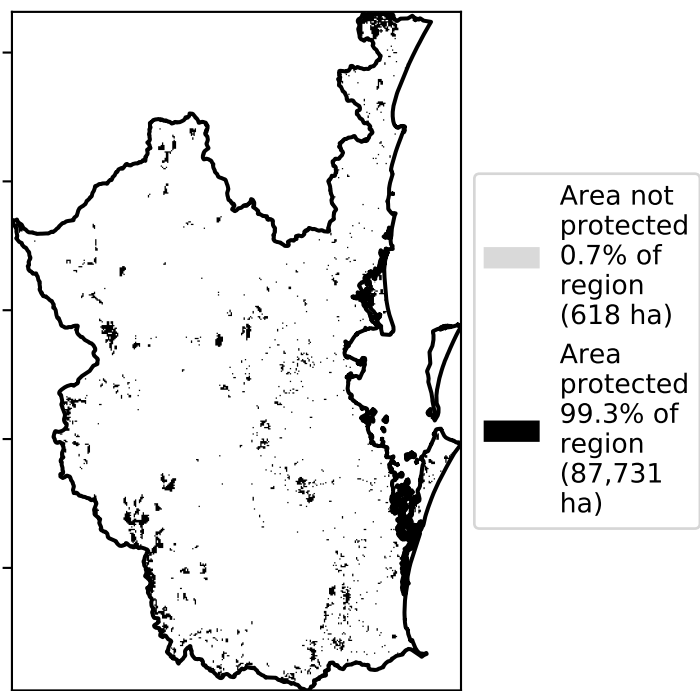 Area not
protected
0.7% of
region
(618 ha)
Area
protected
99.3% of
region
(87,731
ha)